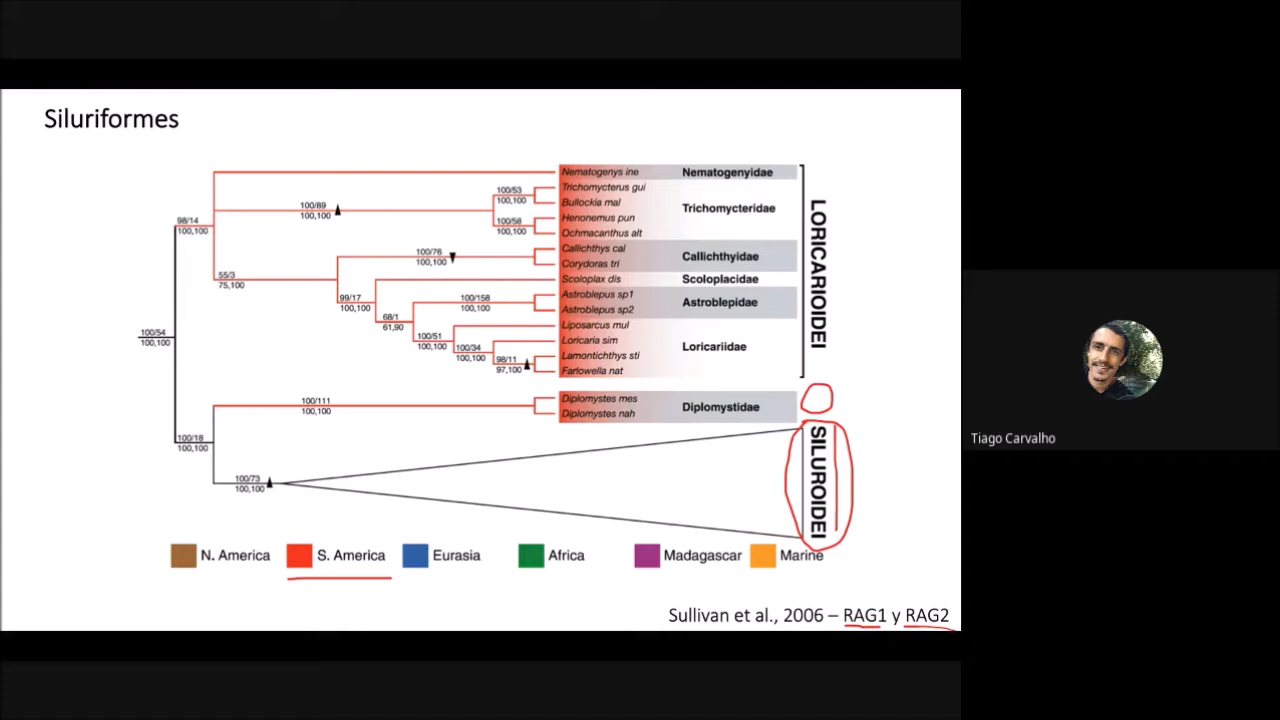 Siluriformes
Nematogenys ine Nematogenyidae
Trichomycterus gui
Bullockia mal
Trichomycteridae
Henonemus pun
Ochmacanthus alt
Callichthys cal
Callichthyidae
Corydoras tri
Scoloplax dis Scoloplacidae
Astroblepus sp1
Astroblepidae
Astroblepus sp2
Liposarcus mul
Loricaria sim
Loricariidae
Lamontichthys sti
Farlowella nat
LORICARIOIDEI
Diplomystes mes
Diplomystidae
Diplomystes nah
SILUROIDEI
100/53
100,100
100/89
100,100
98/14
100,100
100/58
100,100
100/76
100,100
55/3
75,100
99/17
100,100
100/158
100,100
68/1
61,90
100/51
100,100
100/34
100,100
98/11
97,100
100/54
100,100
100/111
100,100
100/18
100,100
100/73
100,100
N. America S. America Eurasia Africa Madagascar Marine
Sullivan et al., 2006 – RAG1 y RAG2
Tiago Carvalho